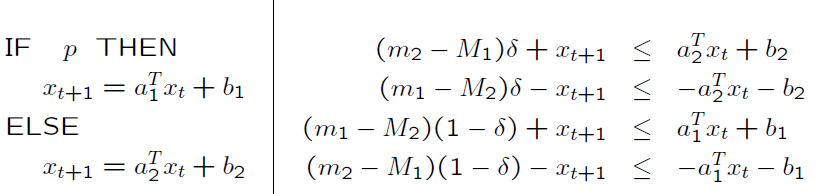 IF p THEN
x_{t+1} = a_1^T x_t + b_1
ELSE
x_{t+1} = a_2^T x_t + b_2
(m_2 − M_1)δ + x_{t+1} ≤ a_2^T x_t + b_2
(m_1 − M_2)δ − x_{t+1} ≤ −a_2^T x_t − b_2
(m_1 − M_2)(1 − δ) + x_{t+1} ≤ a_1^T x_t + b_1
(m_2 − M_1)(1 − δ) − x_{t+1} ≤ −a_1^T x_t − b_1